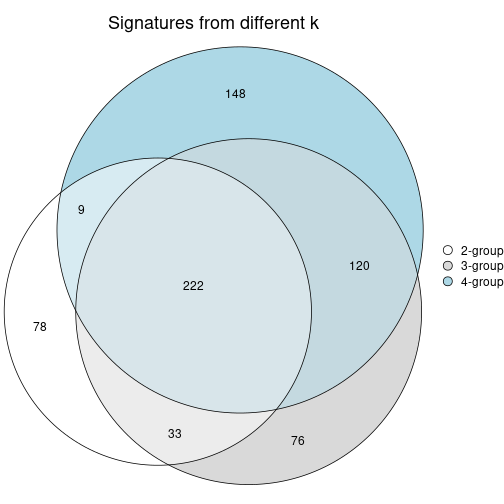 Signatures from different k
148
9
2-group
3-group
120
4-group
222
78
33
76